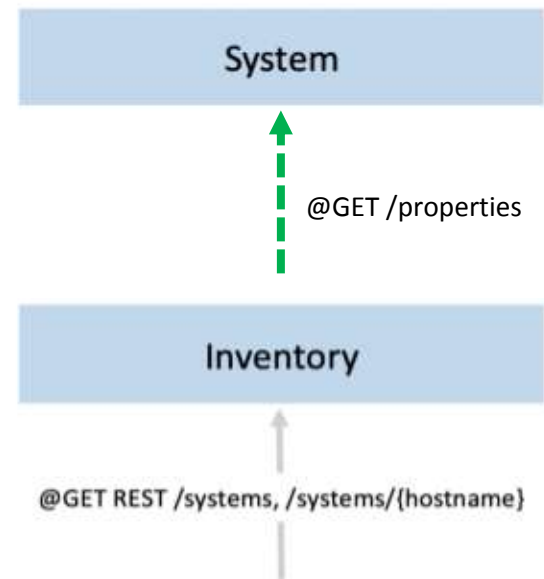 System
@GET /properties
Inventory
@GET REST /systems, /systems/{hostname}